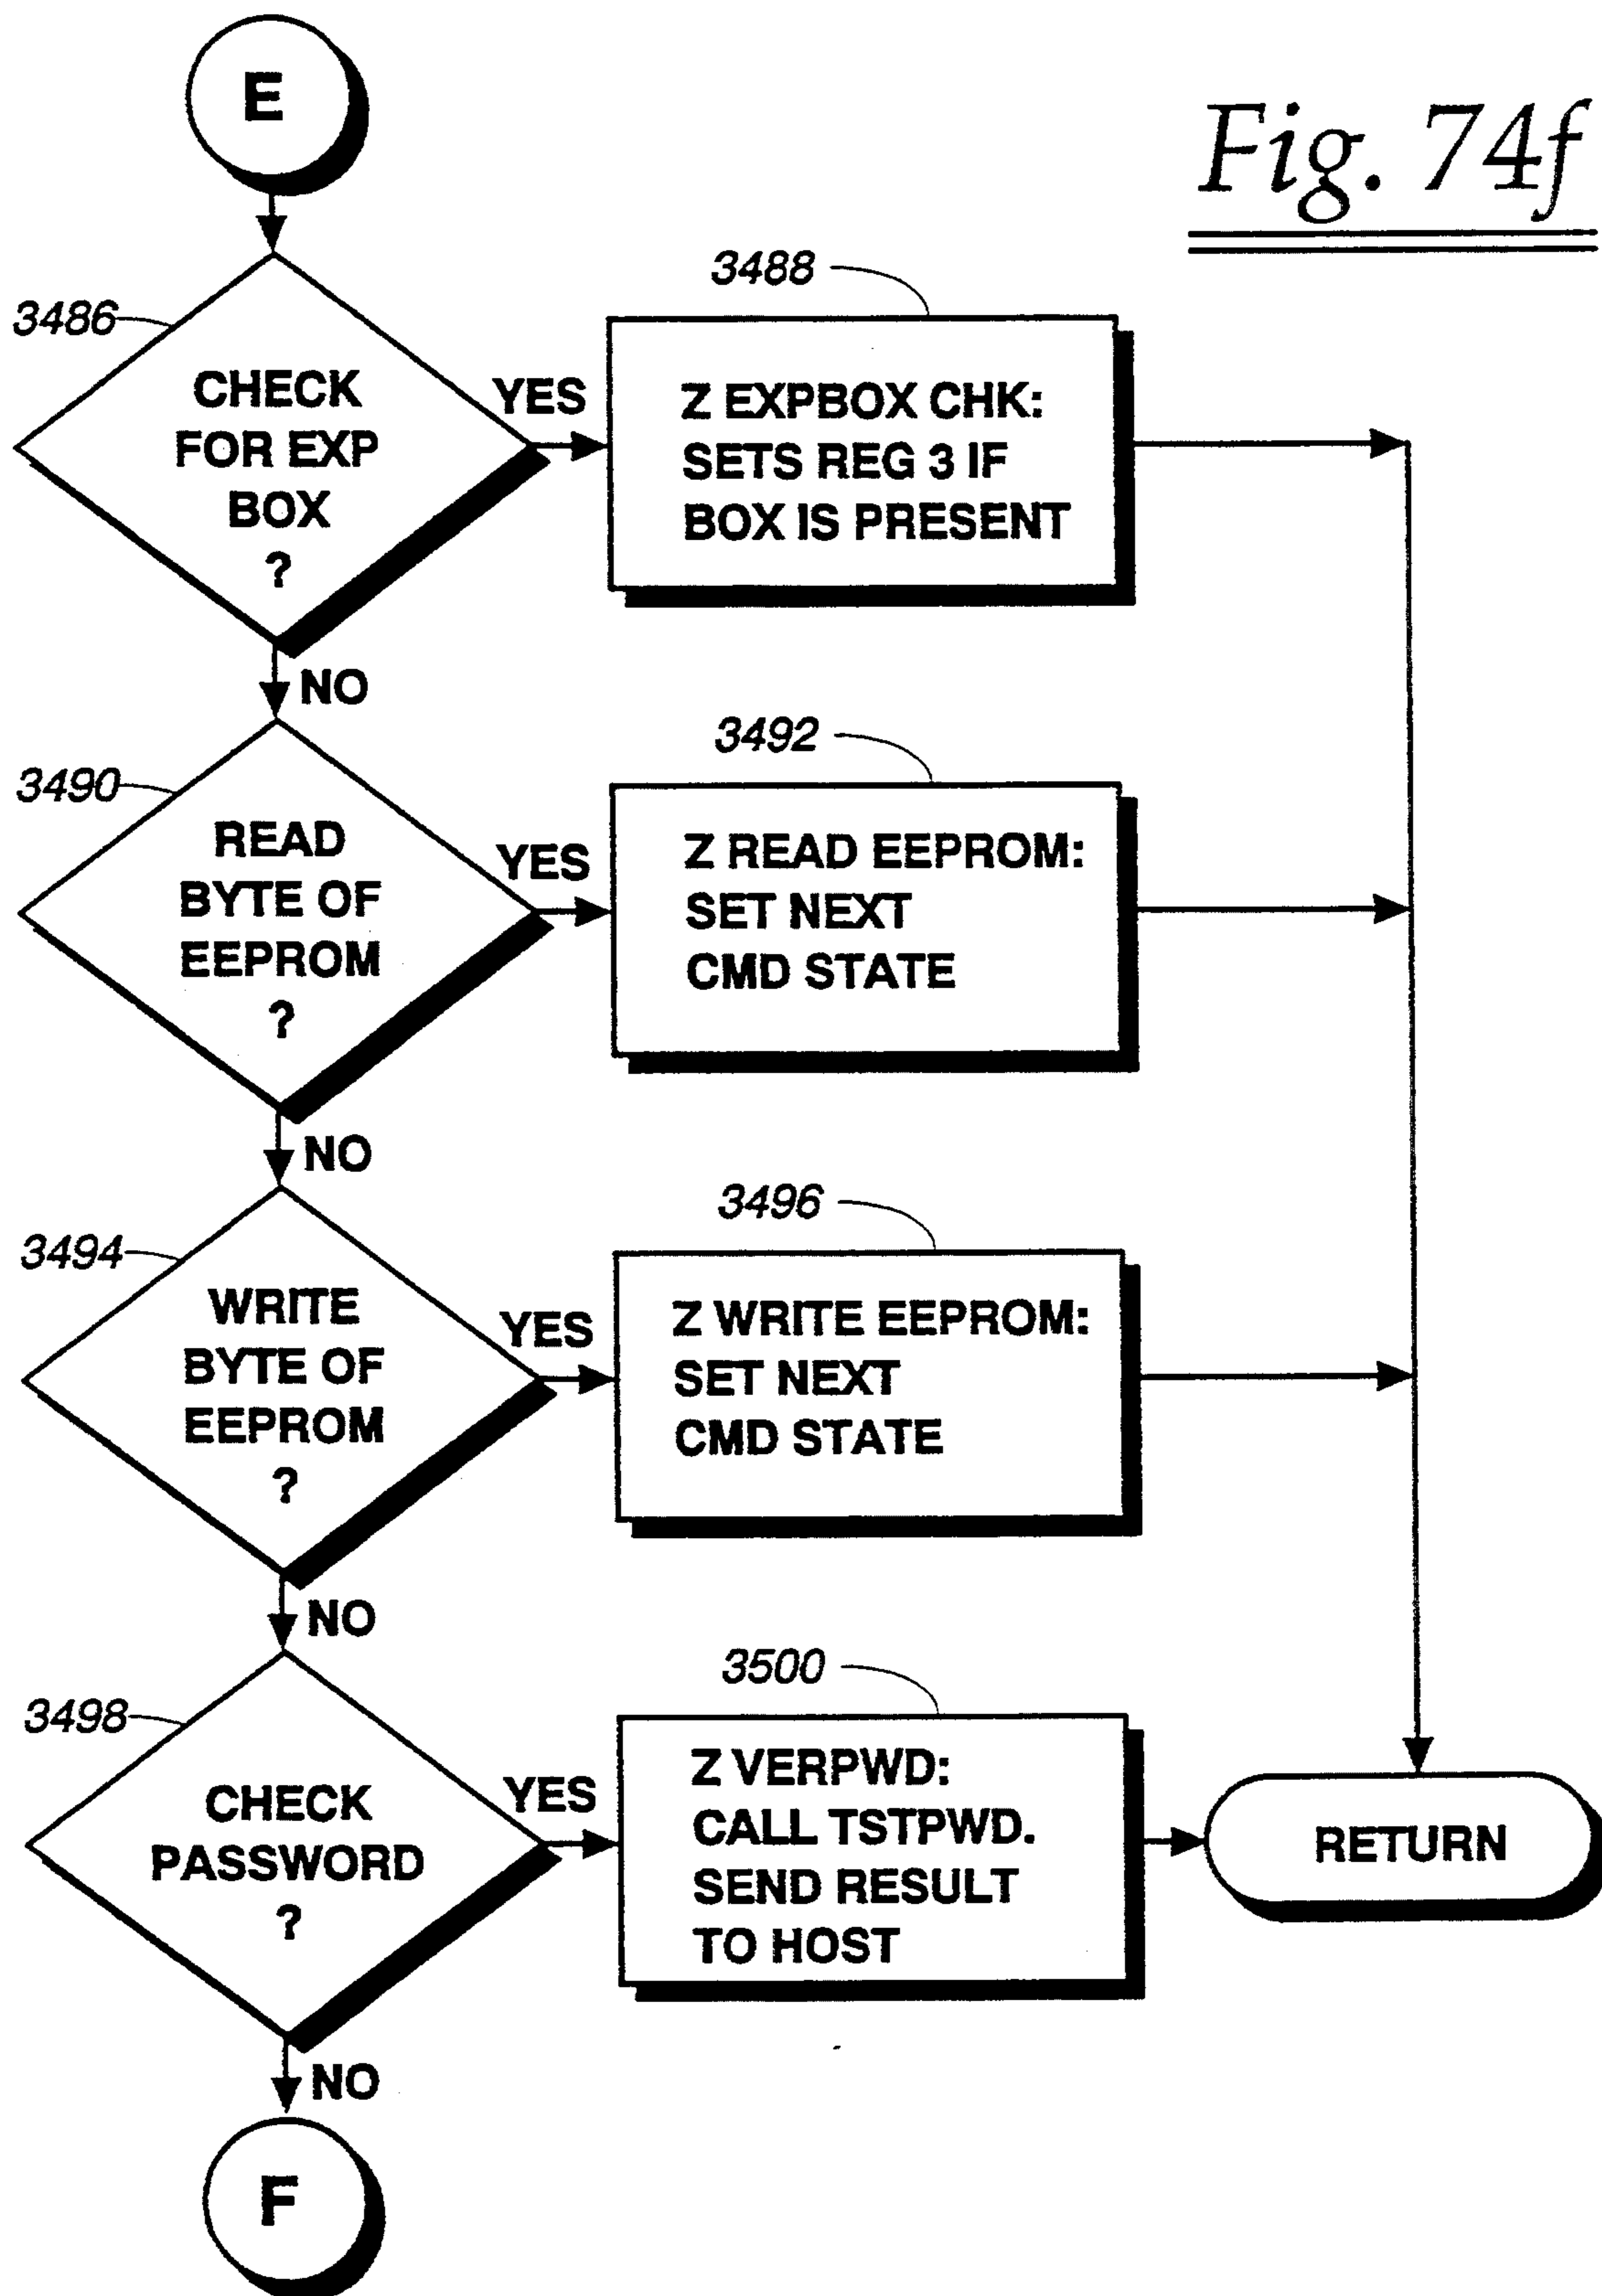 E
Fig. 74f
3486
CHECK
FOR EXP
BOX
?
YES
3488
Z EXPBOX CHK:
SETS REG 3 IF
BOX IS PRESENT
NO
3490
READ
BYTE OF
EEPROM
?
YES
3492
Z READ EEPROM:
SET NEXT
CMD STATE
NO
3494
WRITE
BYTE OF
EEPROM
?
YES
3496
Z WRITE EEPROM:
SET NEXT
CMD STATE
NO
3498
CHECK
PASSWORD
?
YES
3500
Z VERPWD:
CALL TSTPWD.
SEND RESULT
TO HOST
RETURN
NO
F